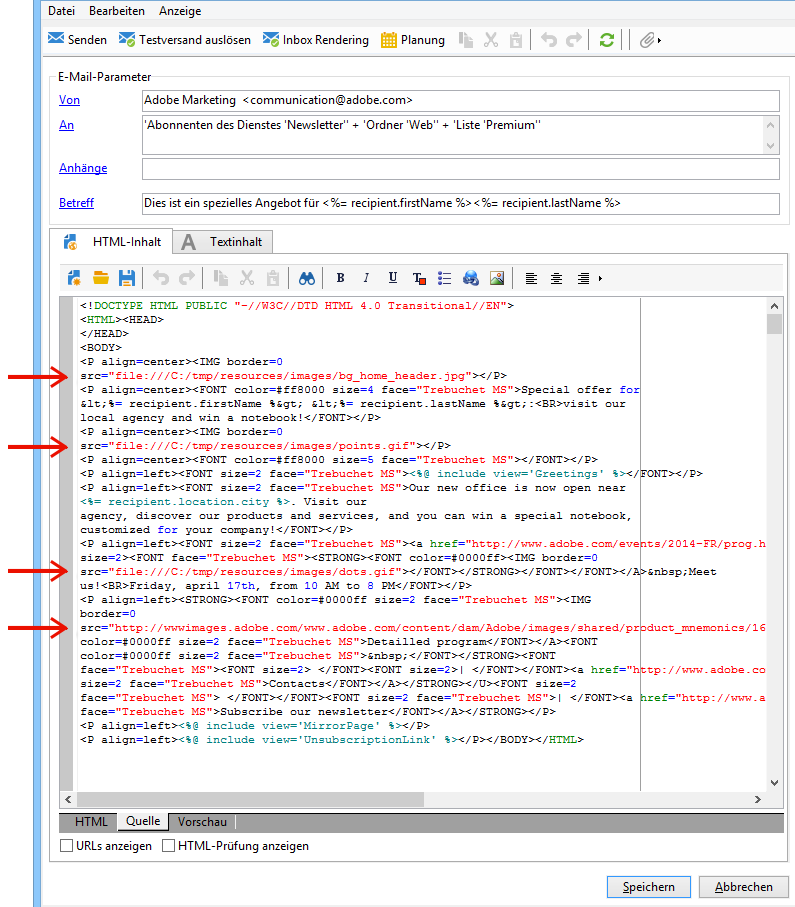 Datei Bearbeiten Anzeige
Senden Testversand auslösen Inbox Rendering Planung
E-Mail-Parameter
Von Adobe Marketing <communication@adobe.com>
An 'Abonnenten des Dienstes 'Newsletter'' + 'Ordner 'Web'' + 'Liste 'Premium''
Anhänge
Betreff Dies ist ein spezielles Angebot für <%= recipient.firstName %><%= recipient.lastName %>
HTML-Inhalt A Textinhalt
B I U T
<!DOCTYPE HTML PUBLIC "-//W3C//DTD HTML 4.0 Transitional//EN">
<HTML><HEAD>
</HEAD>
<BODY>
<P align=center><IMG border=0
src="file:///C:/tmp/resources/images/bg_home_header.jpg"></P>
<P align=center><FONT color=#ff8000 size=4 face="Trebuchet MS">Special offer for
&lt;%= recipient.firstName %&gt; &lt;%= recipient.lastName %&gt;:<BR>visit our
local agency and win a notebook!</FONT></P>
<P align=center><IMG border=0
src="file:///C:/tmp/resources/images/points.gif"></P>
<P align=center><FONT color=#ff8000 size=5 face="Trebuchet MS"></FONT></P>
<P align=left><FONT size=2 face="Trebuchet MS"><%@ include view='Greetings' %></FONT></P>
<P align=left><FONT size=2 face="Trebuchet MS">Our new office is now open near
<%= recipient.location.city %>. Visit our
agency, discover our products and services, and you can win a special notebook,
customized for your company!</FONT></P>
<P align=left><FONT size=2 face="Trebuchet MS"><a href="http://www.adobe.com/events/2014-FR/prog.h
size=2><FONT face="Trebuchet MS"><STRONG><FONT color=#0000ff><IMG border=0
src="file:///C:/tmp/resources/images/dots.gif"></FONT></STRONG></FONT></FONT></A>&nbsp;Meet
us!<BR>Friday, april 17th, from 10 AM to 8 PM</FONT></P>
<P align=left><STRONG><FONT color=#0000ff size=2 face="Trebuchet MS"><IMG
border=0
src="http://wwwimages.adobe.com/www.adobe.com/content/dam/Adobe/images/shared/product_mnemonics/16
color=#0000ff size=2 face="Trebuchet MS">Detailled program</FONT></A><FONT
color=#0000ff size=2 face="Trebuchet MS">&nbsp;</FONT></STRONG><FONT
face="Trebuchet MS"><FONT size=2> </FONT><FONT size=2>| </FONT></FONT><a href="http://www.adobe.co
size=2 face="Trebuchet MS">Contacts</FONT></A></STRONG></U><FONT size=2
face="Trebuchet MS"> </FONT></FONT><FONT size=2 face="Trebuchet MS">| </FONT><a href="http://www.a
face="Trebuchet MS">Subscribe our newsletter</FONT></A></STRONG></P>
<P align=left><%@ include view='MirrorPage' %></P>
<P align=left><%@ include view='UnsubscriptionLink' %></P></BODY></HTML>
HTML Quelle Vorschau
URLs anzeigen HTML-Prüfung anzeigen
Speichern Abbrechen